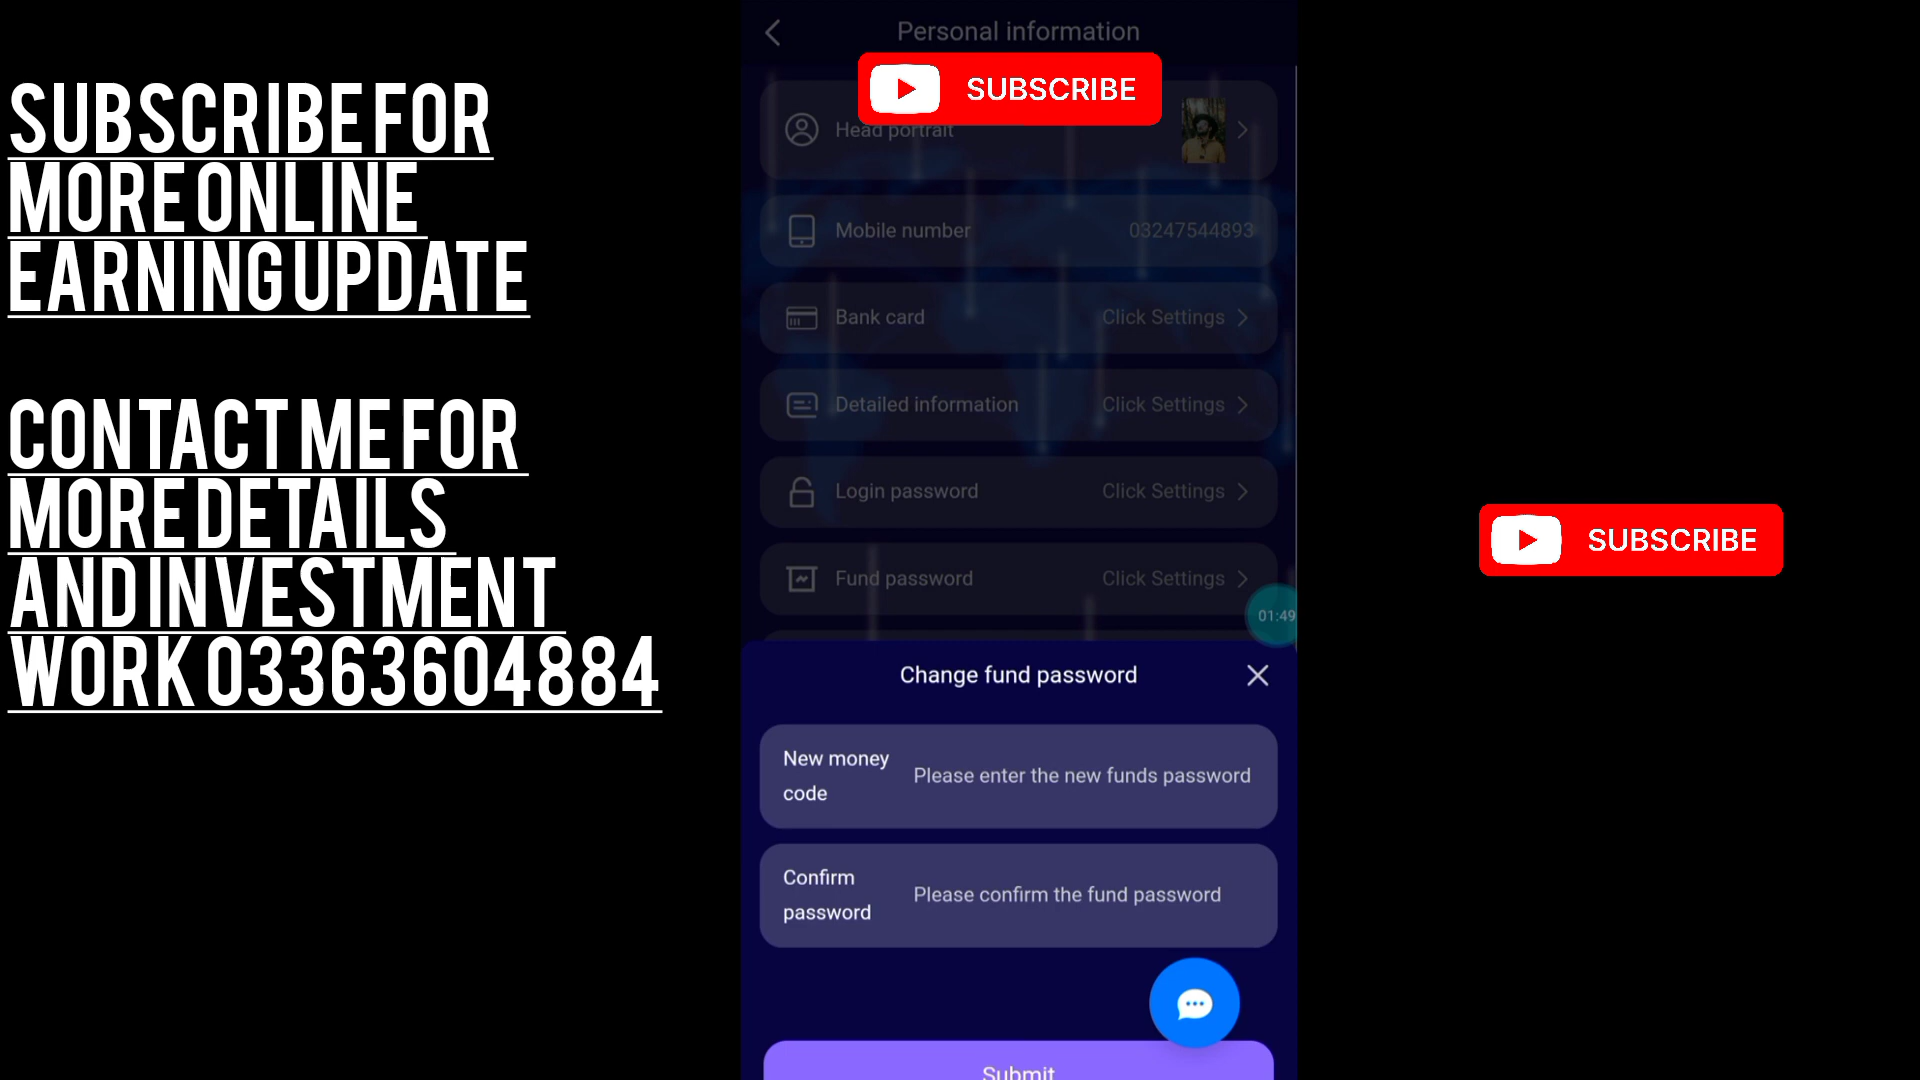 SUBSCRIBE FOR
MORE ONLINE
EARNING UPDATE
CONTACT ME FOR
MORE DETAILS
AND INVESTMENT
WORK 03363604884
Personal information
SUBSCRIBE
Head portrait
Mobile number 03247544893
Bank card Click Settings
Detailed information Click Settings
Login password Click Settings
Fund password Click Settings
01:49
Change fund password
New money
code
Please enter the new funds password
Confirm
password
Please confirm the fund password
Submit
SUBSCRIBE